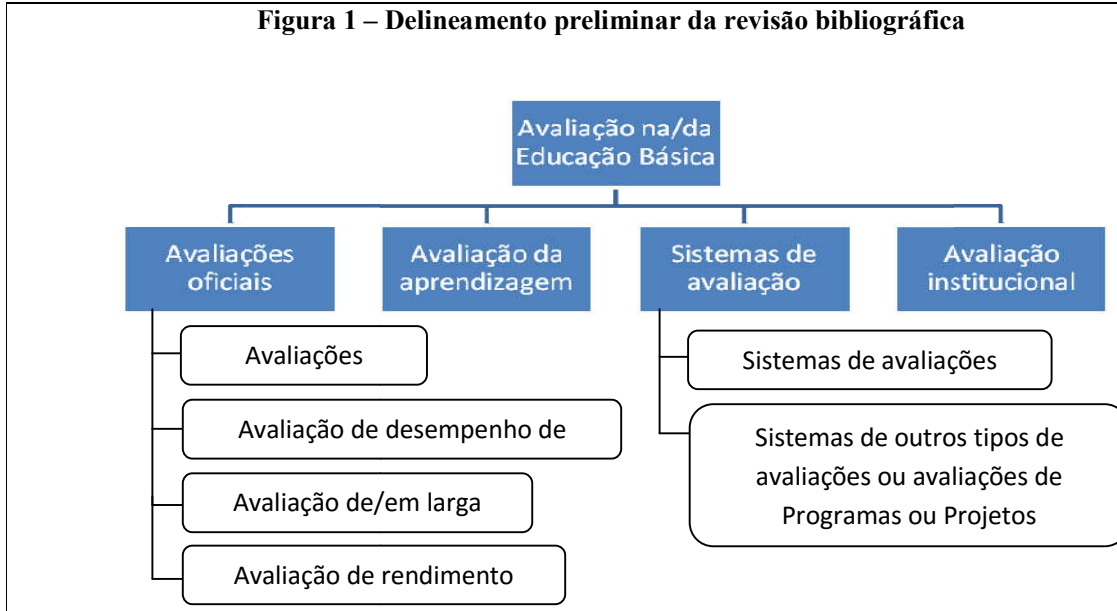 Figura 1 – Delineamento preliminar da revisão bibliográfica
Avaliação na/da
Educação Básica
Avaliações
oficiais
Avaliação da
aprendizagem
Sistemas de
avaliação
Avaliação
institucional
Avaliações
Avaliação de desempenho de
Avaliação de/em larga
Avaliação de rendimento
Sistemas de avaliações
Sistemas de outros tipos de
avaliações ou avaliações de
Programas ou Projetos